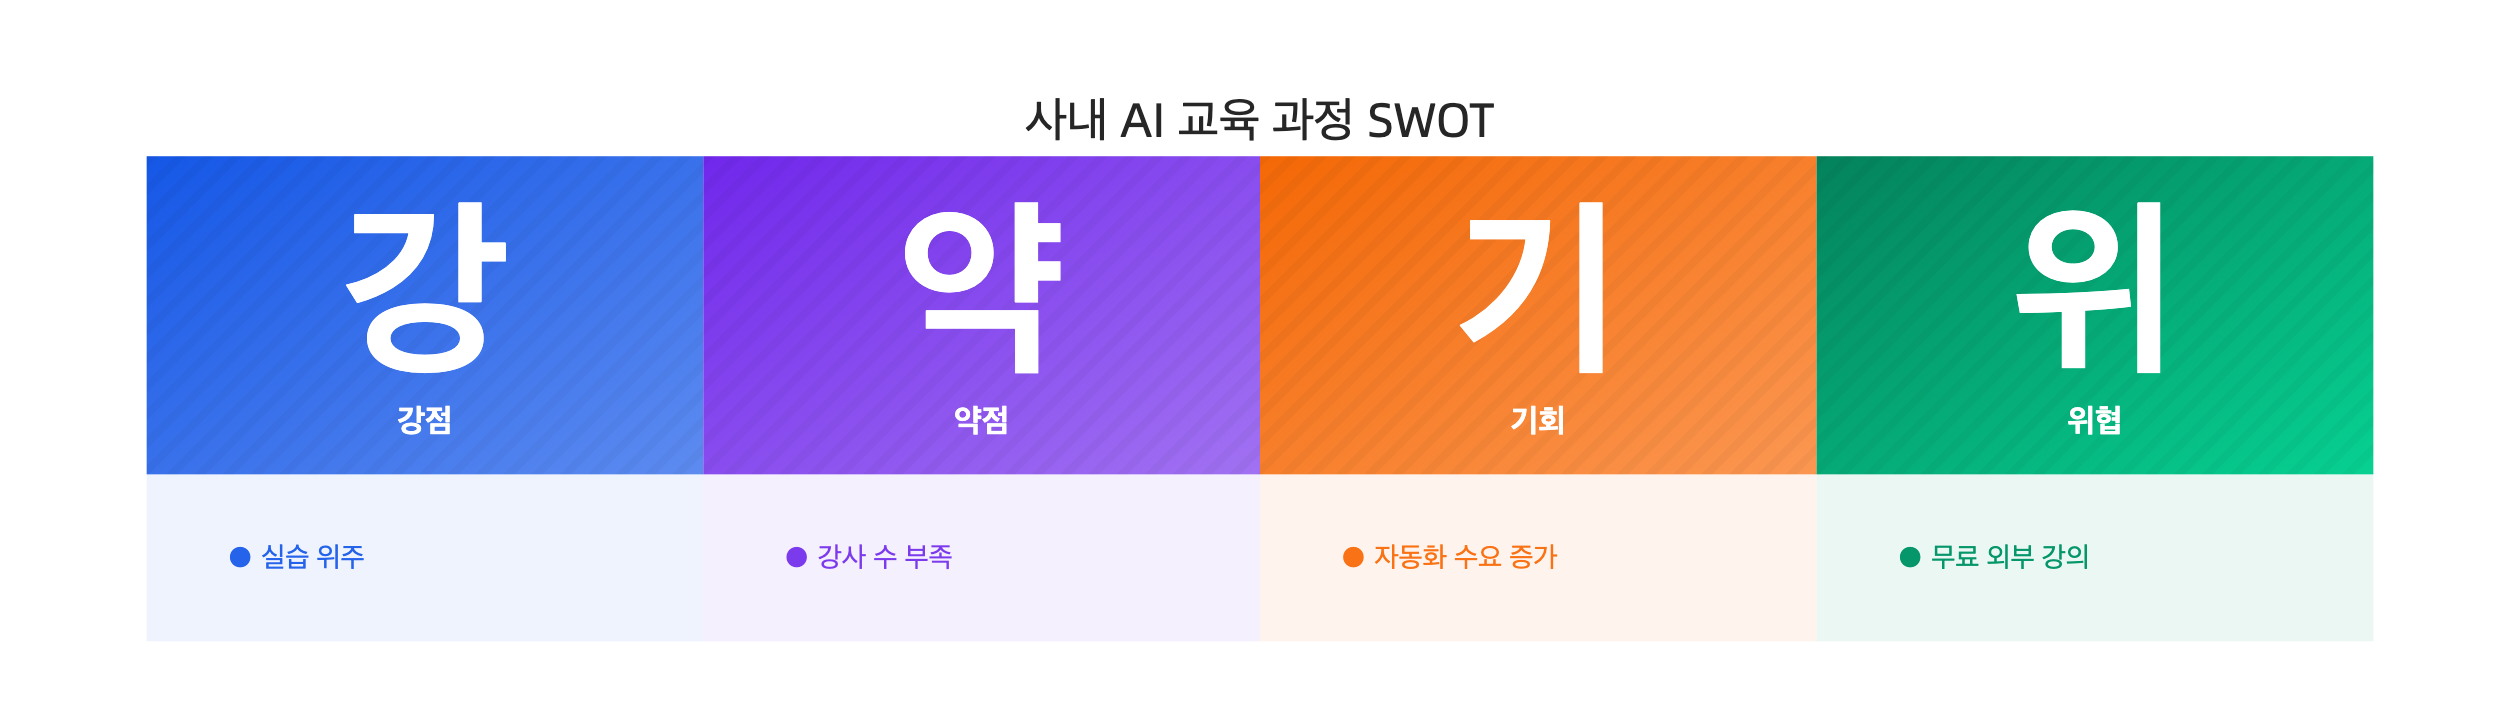 사내 AI 교육 과정 SWOT
강
강점
실습 위주
약
약점
강사 수 부족
기
기회
자동화 수요 증가
위
위험
무료 외부 강의